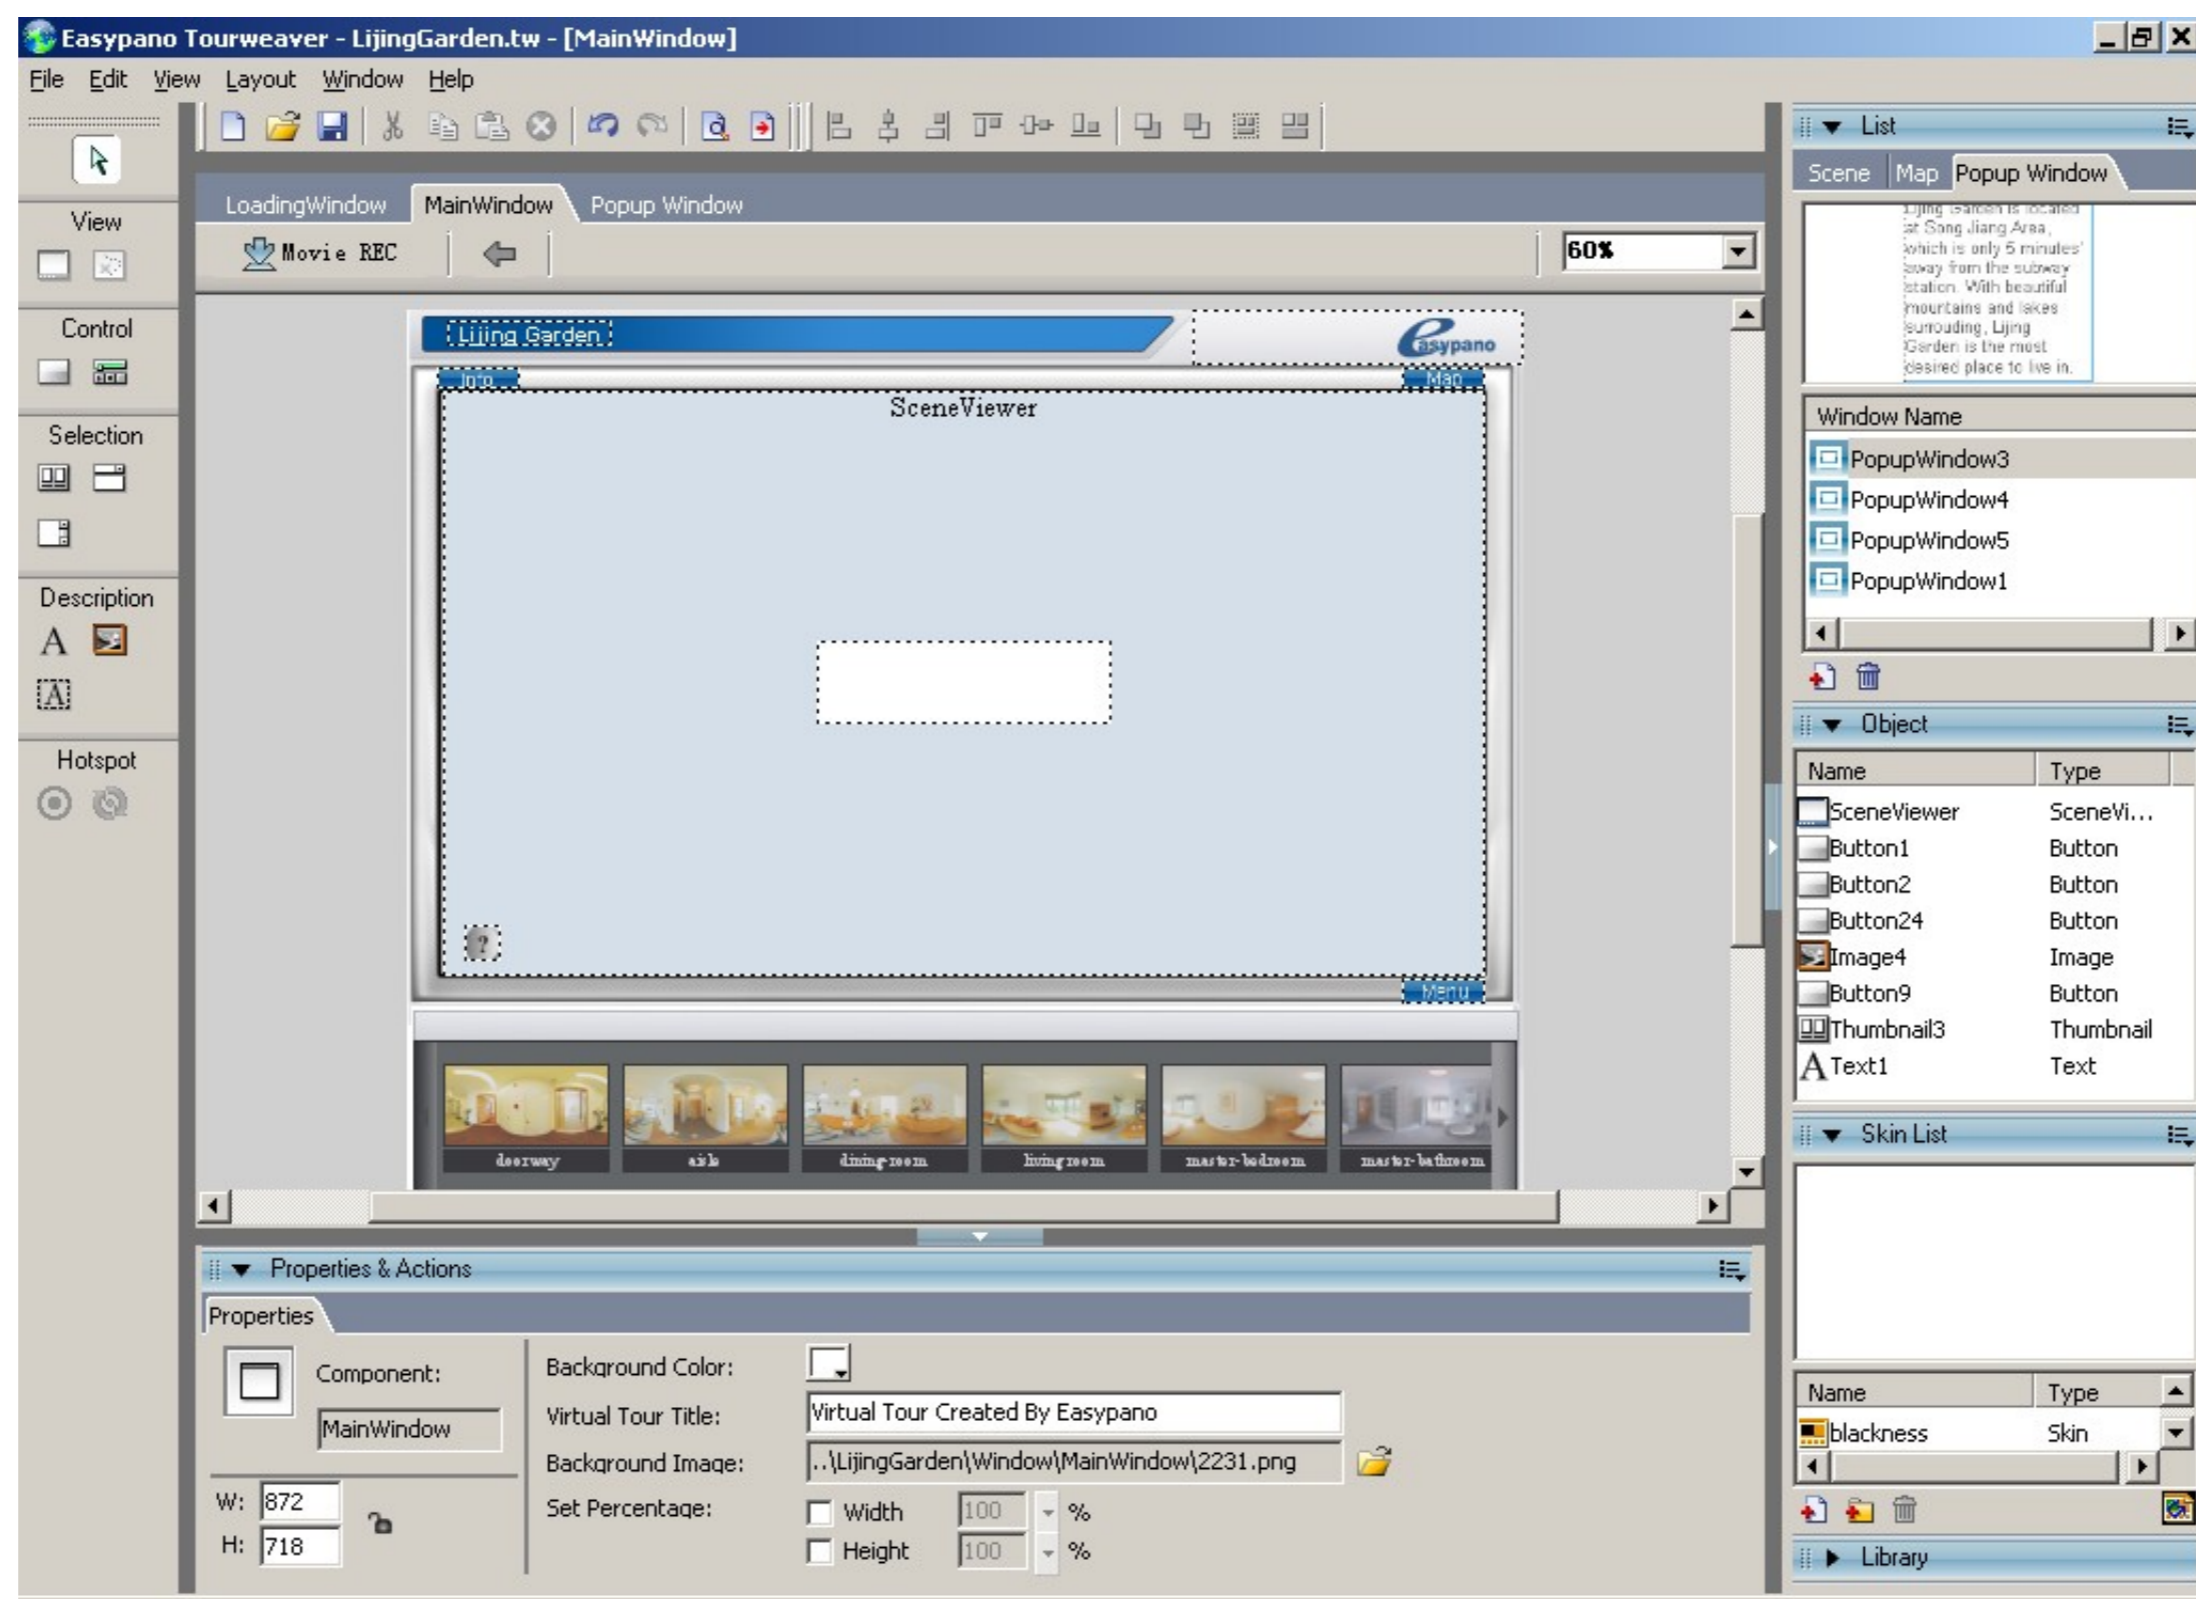 Easypano Tourweaver - LijingGarden.tw - [MainWindow]
File Edit View Layout Window Help
View
Control
Selection
Description
A
A
Hotspot
LoadingWindow MainWindow Popup Window
Movie REC
60%
Lijing Garden
easypano
Info
Map
SceneViewer
?
Menu
doorway aisle dining-room living room master-bedroom master-bathroom
Properties & Actions
Properties
Component:
MainWindow
W: 872
H: 718
Background Color:
Virtual Tour Title: Virtual Tour Created By Easypano
Background Image: ..\LijingGarden\Window\MainWindow\2231.png
Set Percentage: Width 100 %
Height 100 %
List
Scene Map Popup Window
Lijing Garden is located
at Song Jiang Area,
which is only 5 minutes'
away from the subway
station. With beautiful
mountains and lakes
surrouding, Lijing
Garden is the most
desired place to live in.
Window Name
PopupWindow3
PopupWindow4
PopupWindow5
PopupWindow1
Object
Name Type
SceneViewer SceneVi...
Button1 Button
Button2 Button
Button24 Button
Image4 Image
Button9 Button
Thumbnail3 Thumbnail
A Text1 Text
Skin List
Name Type
blackness Skin
Library